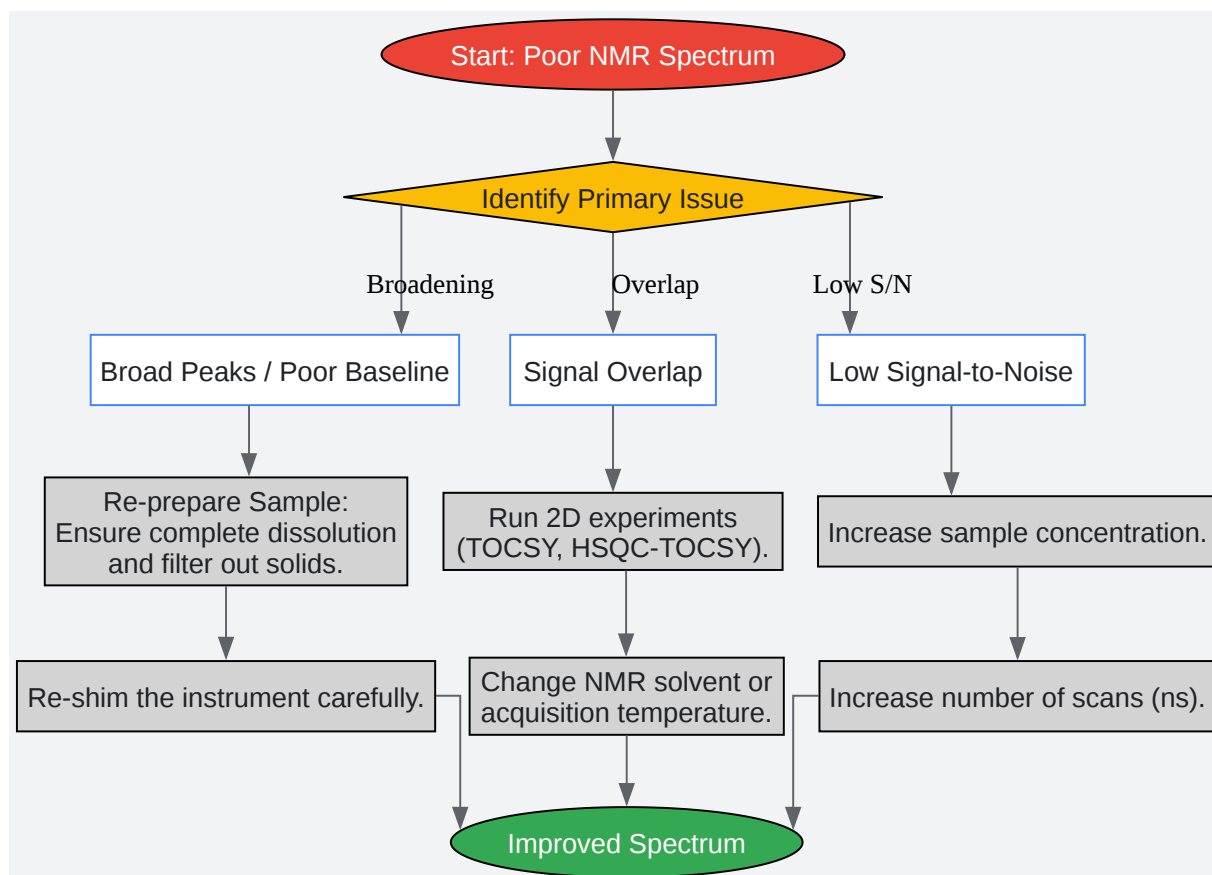 Start: Poor NMR Spectrum
Identify Primary Issue
Broadening
Overlap
Low S/N
Broad Peaks / Poor Baseline
Signal Overlap
Low Signal-to-Noise
Re-prepare Sample:
Ensure complete dissolution
and filter out solids.
Run 2D experiments
(TOCSY, HSQC-TOCSY).
Increase sample concentration.
Re-shim the instrument carefully.
Change NMR solvent or
acquisition temperature.
Increase number of scans (ns).
Improved Spectrum